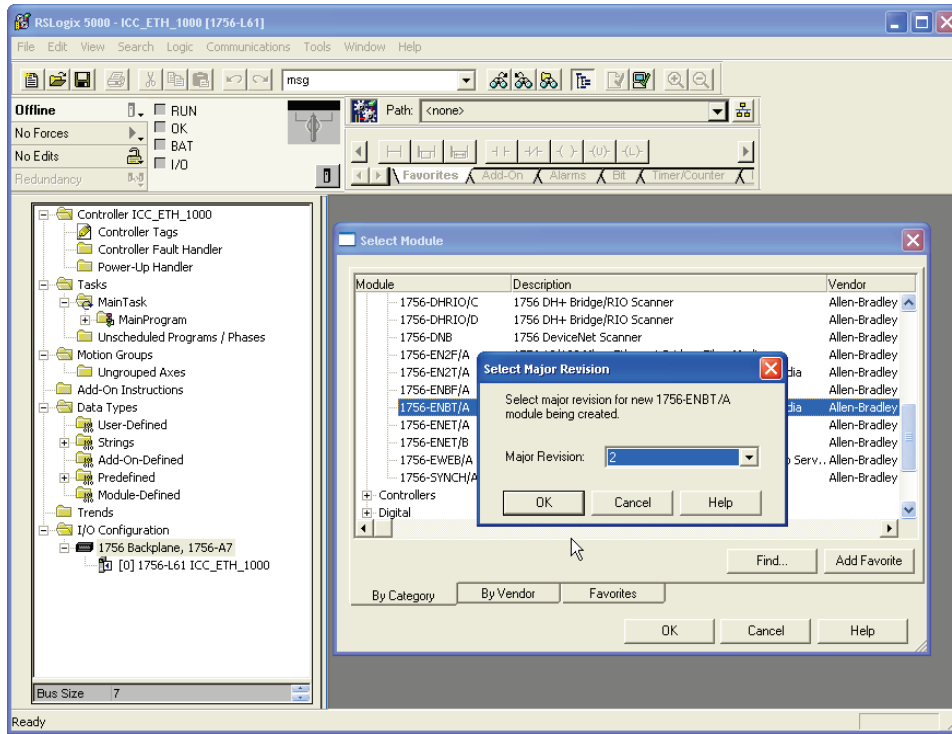 RSLogix 5000 - ICC_ETH_1000 [1756-L61]
File Edit View Search Logic Communications Tools Window Help
msg
Offline
RUN
No Forces
OK
No Edits
BAT
I/O
Redundancy
Path: <none>
Favorites Add-On Alarms Bit Timer/Counter
Controller ICC_ETH_1000
Controller Tags
Controller Fault Handler
Power-Up Handler
Tasks
MainTask
MainProgram
Unscheduled Programs / Phases
Motion Groups
Ungrouped Axes
Add-On Instructions
Data Types
User-Defined
Strings
Add-On-Defined
Predefined
Module-Defined
Trends
I/O Configuration
1756 Backplane, 1756-A7
[0] 1756-L61 ICC_ETH_1000
Bus Size 7
Ready
Select Module
Module Description Vendor
1756-DHRIO/C 1756 DH+ Bridge/RIO Scanner Allen-Bradley
1756-DHRIO/D 1756 DH+ Bridge/RIO Scanner Allen-Bradley
1756-DNB 1756 DeviceNet Scanner Allen-Bradley
1756-EN2F/A Allen-Bradley
1756-EN2T/A dia Allen-Bradley
1756-ENBF/A Allen-Bradley
1756-ENBT/A dia Allen-Bradley
1756-ENET/A Allen-Bradley
1756-ENET/B Allen-Bradley
1756-EWEB/A Serv.. Allen-Bradley
1756-SYNCH/A Allen-Bradley
Controllers
Digital
Find... Add Favorite
By Category By Vendor Favorites
OK Cancel Help
Select Major Revision
Select major revision for new 1756-ENBT/A
module being created.
Major Revision: 2
OK Cancel Help